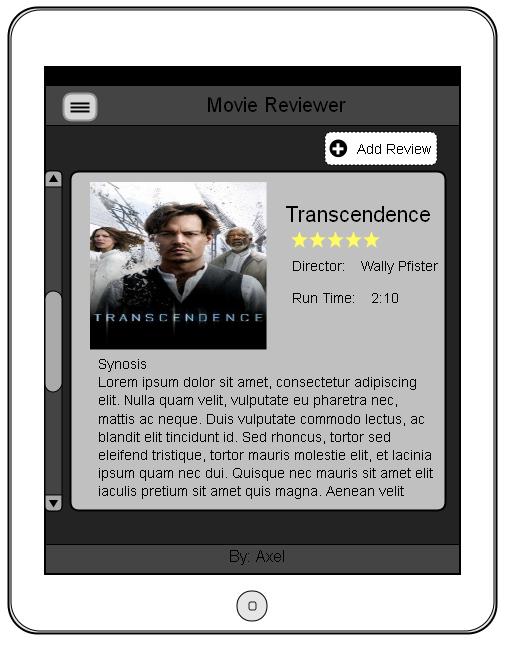 Movie Reviewer
Add Review
TRANSCENDENCE
Transcendence
Director: Wally Pfister
Run Time: 2:10
Synosis
Lorem ipsum dolor sit amet, consectetur adipiscing
elit. Nulla quam velit, vulputate eu pharetra nec,
mattis ac neque. Duis vulputate commodo lectus, ac
blandit elit tincidunt id. Sed rhoncus, tortor sed
eleifend tristique, tortor mauris molestie elit, et lacinia
ipsum quam nec dui. Quisque nec mauris sit amet elit
iaculis pretium sit amet quis magna. Aenean velit
By: Axel